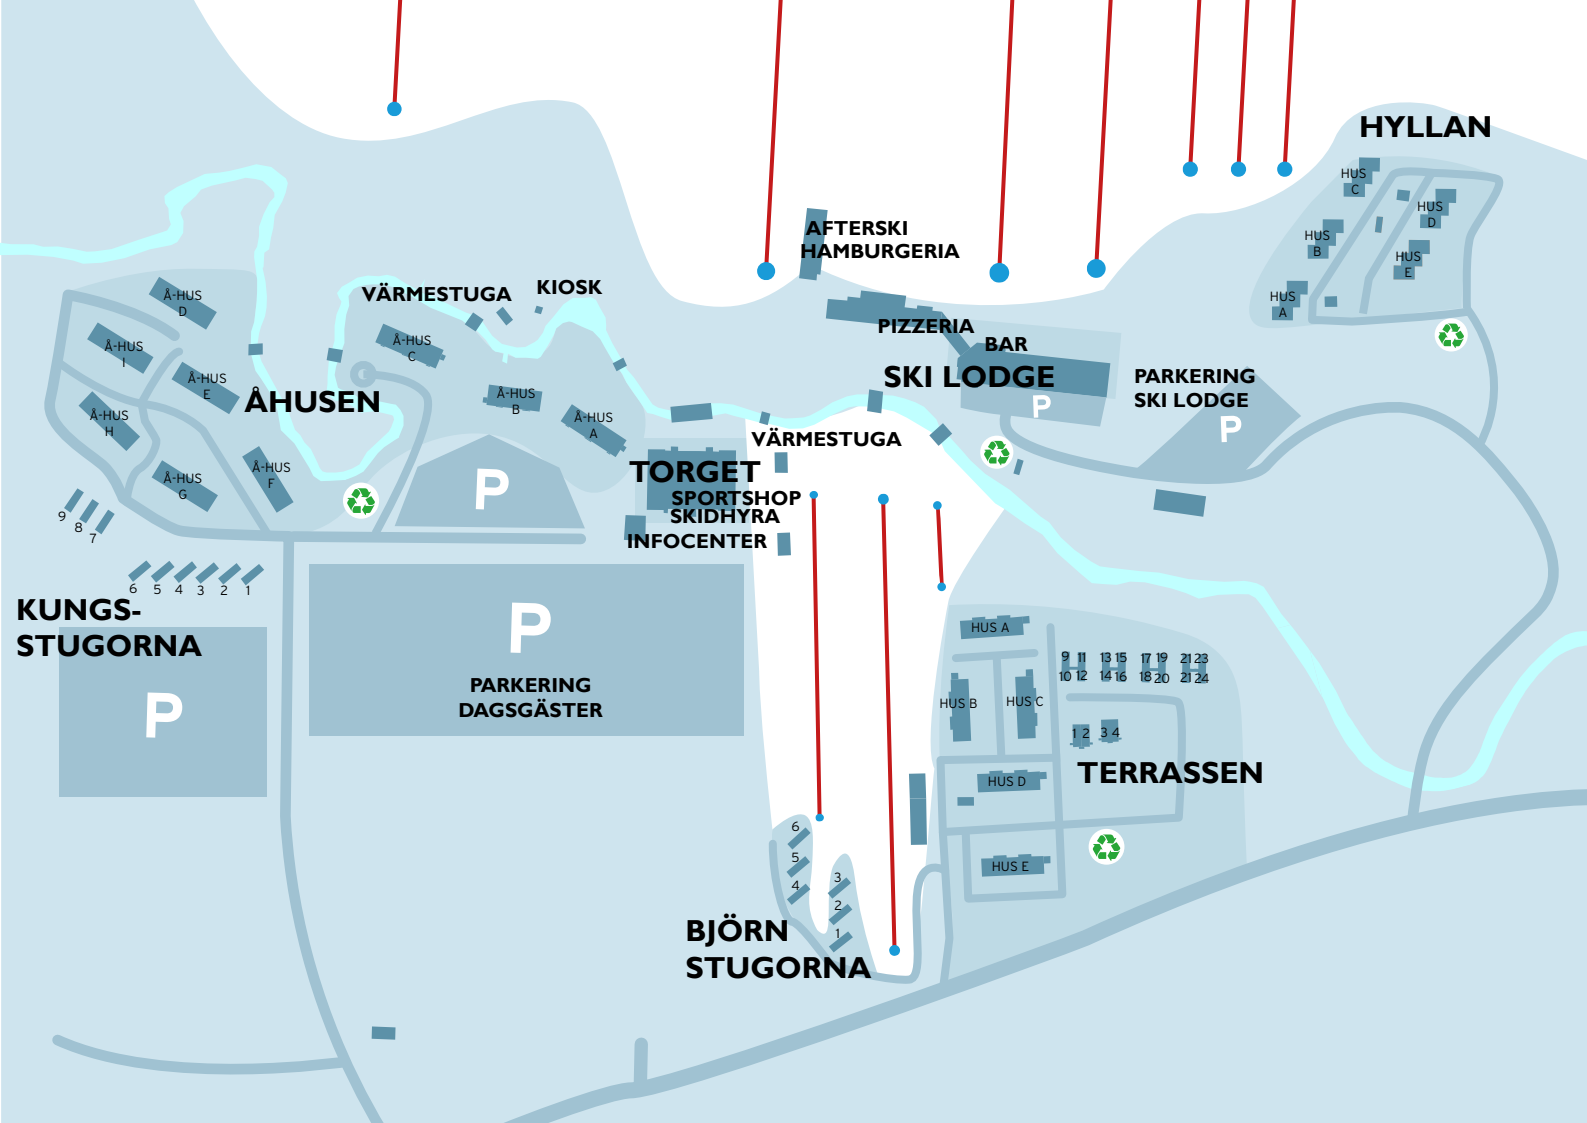 HYLLAN
HUS
C
HUS
D
HUS
B
HUS
E
HUS
A
AFTERSKI
HAMBURGERIA
VÄRMESTUGA
KIOSK
PIZZERIA
BAR
SKI LODGE
P
PARKERING
SKI LODGE
P
Å-HUS
D
Å-HUS
I
Å-HUS
E
Å-HUS
H
Å-HUS
G
Å-HUS
F
Å-HUS
C
Å-HUS
B
Å-HUS
A
ÅHUSEN
P
VÄRMESTUGA
TORGET
SPORTSHOP
SKIDHYRA
INFOCENTER
9
8
7
6 5 4 3 2 1
KUNGS-
STUGORNA
P
P
PARKERING
DAGSGÄSTER
HUS A
HUS B
HUS C
HUS D
HUS E
9 11 13 15 17 19 21 23
10 12 14 16 18 20 21 24
1 2 3 4
TERRASSEN
6
5
4
3
2
1
BJÖRN
STUGORNA